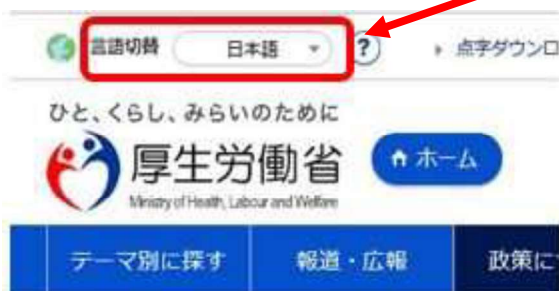 言語切替 日本語 ? 点字ダウンロ
ひと、くらし、みらいのために
厚生労働省 ホーム
Ministry of Health, Labour and Welfare
テーマ別に探す 報道・広報 政策に